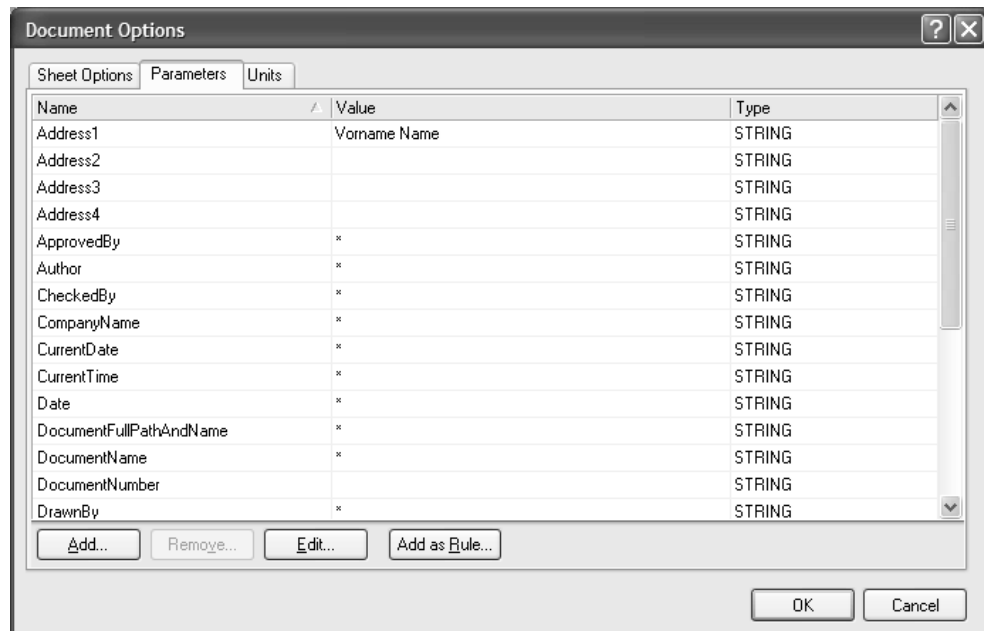 Document Options
Sheet Options Parameters Units
Name Value Type
Address1 Vorname Name STRING
Address2 STRING
Address3 STRING
Address4 STRING
ApprovedBy * STRING
Author * STRING
CheckedBy * STRING
CompanyName * STRING
CurrentDate * STRING
CurrentTime * STRING
Date * STRING
DocumentFullPathAndName * STRING
DocumentName * STRING
DocumentNumber STRING
DrawnBy * STRING
Add... Remove... Edit... Add as Rule...
OK Cancel